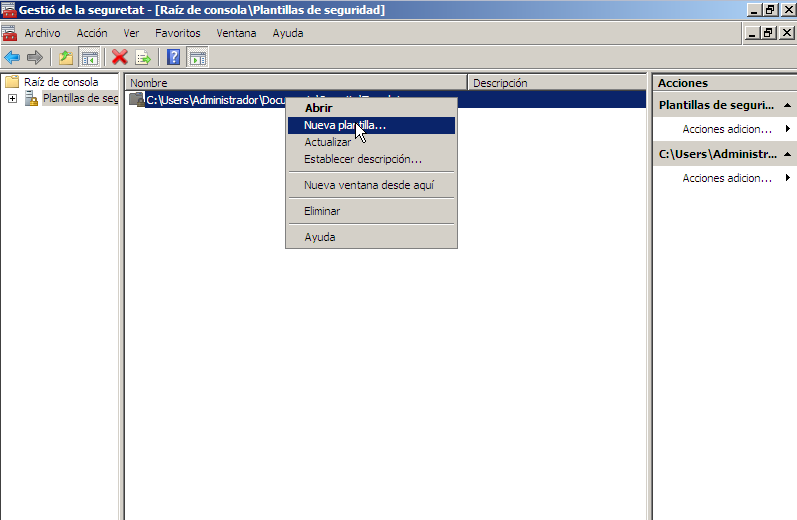 Gestió de la seguretat - [Raíz de consola\Plantillas de seguridad]
Archivo Acción Ver Favoritos Ventana Ayuda
Raíz de consola
Plantillas de seg
Nombre Descripción
C:\Users\Administrador\Docum
Abrir
Nueva plantilla...
Actualizar
Establecer descripción...
Nueva ventana desde aquí
Eliminar
Ayuda
Acciones
Plantillas de seguri...
Acciones adicion...
C:\Users\Administr...
Acciones adicion...